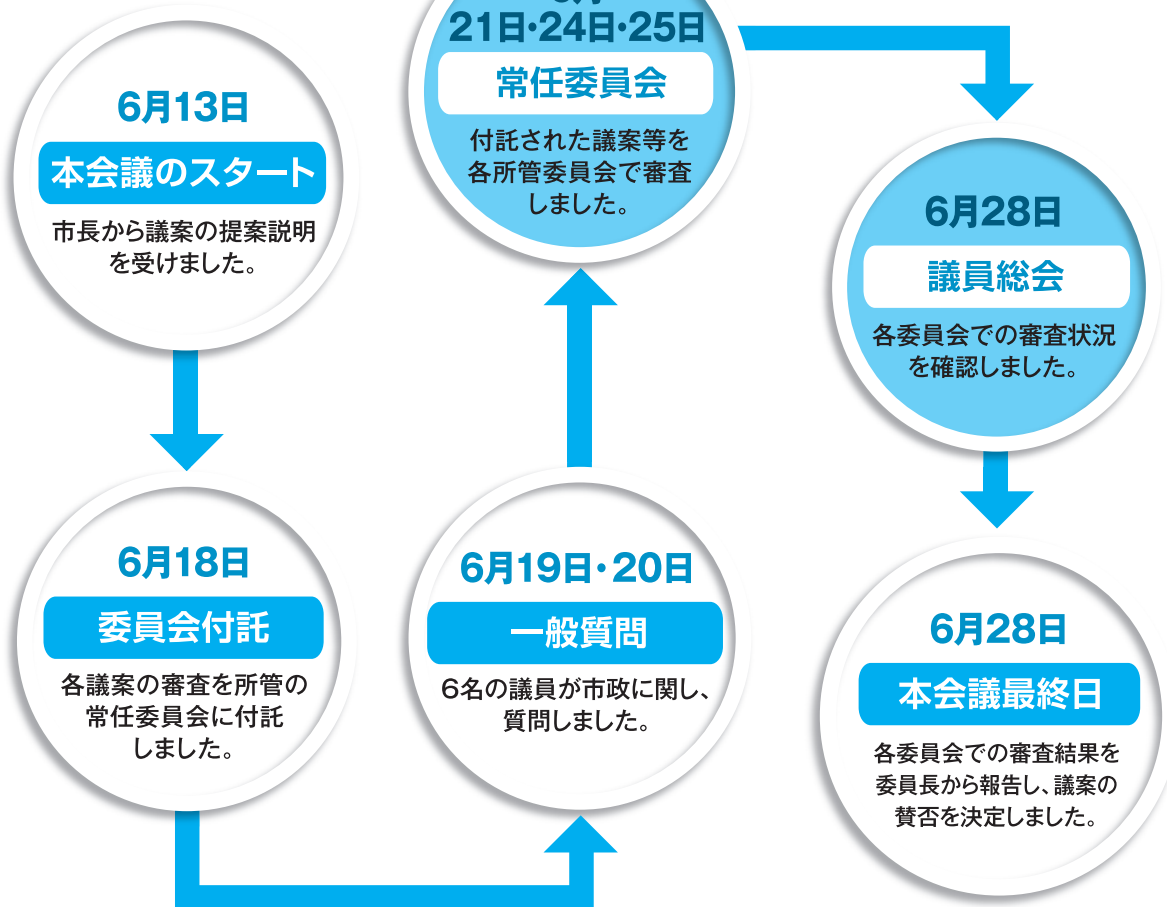 6月13日
本会議のスタート
市長から議案の提案説明
を受けました。
6月18日
委員会付託
各議案の審査を所管の
常任委員会に付託
しました。
6月19日・20日
一般質問
6名の議員が市政に関し、
質問しました。
21日・24日・25日
常任委員会
付託された議案等を
各所管委員会で審査
しました。
6月28日
議員総会
各委員会での審査状況
を確認しました。
6月28日
本会議最終日
各委員会での審査結果を
委員長から報告し、議案の
賛否を決定しました。